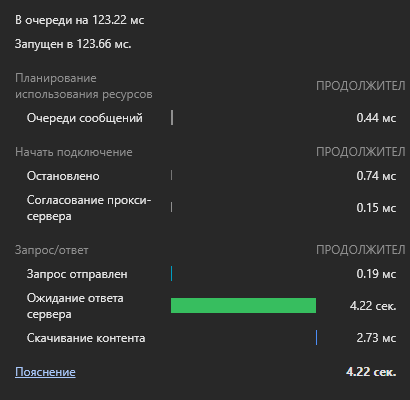 В очереди на 123.22 мс
Запущен в 123.66 мс.
Планирование
использования ресурсов
ПРОДОЛЖИТЕЛ
Очереди сообщений
0.44 мс
Начать подключение
ПРОДОЛЖИТЕЛ
Остановлено
0.74 мс
Согласование прокси-
сервера
0.15 мс
Запрос/ответ
ПРОДОЛЖИТЕЛ
Запрос отправлен
0.19 мс
Ожидание ответа
сервера
4.22 сек.
Скачивание контента
2.73 мс
Пояснение
4.22 сек.